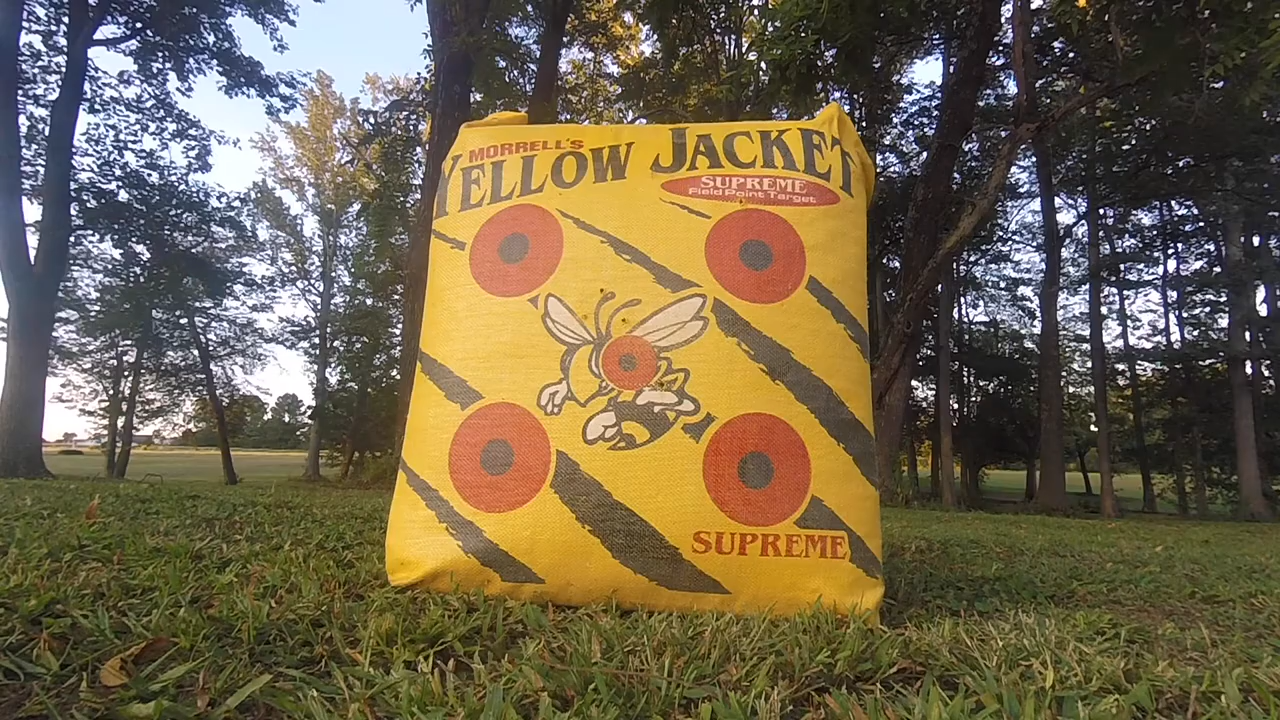 MORRELL'S
YELLOW JACKET
SUPREME
Field Point Target
SUPREME